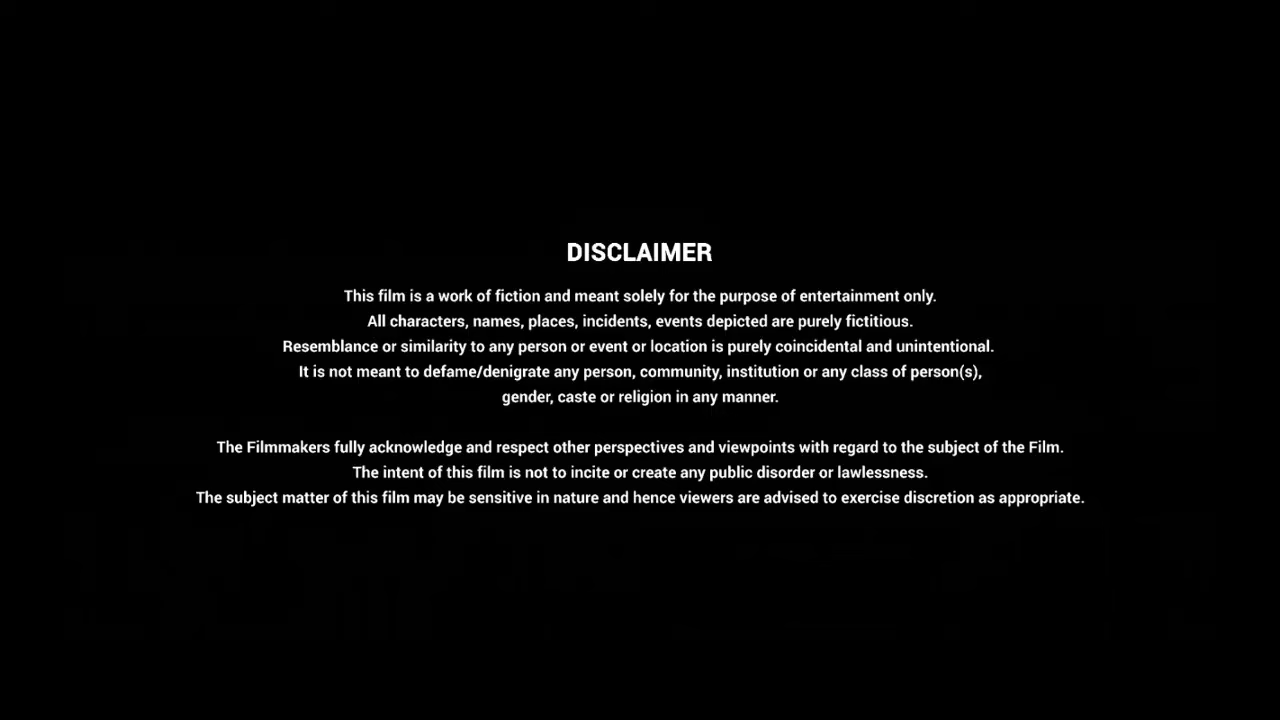 DISCLAIMER
This film is a work of fiction and meant solely for the purpose of entertainment only.
All characters, names, places, incidents, events depicted are purely fictitious.
Resemblance or similarity to any person or event or location is purely coincidental and unintentional.
It is not meant to defame/denigrate any person, community, institution or any class of person(s),
gender, caste or religion in any manner.
The Filmmakers fully acknowledge and respect other perspectives and viewpoints with regard to the subject of the Film.
The intent of this film is not to incite or create any public disorder or lawlessness.
The subject matter of this film may be sensitive in nature and hence viewers are advised to exercise discretion as appropriate.